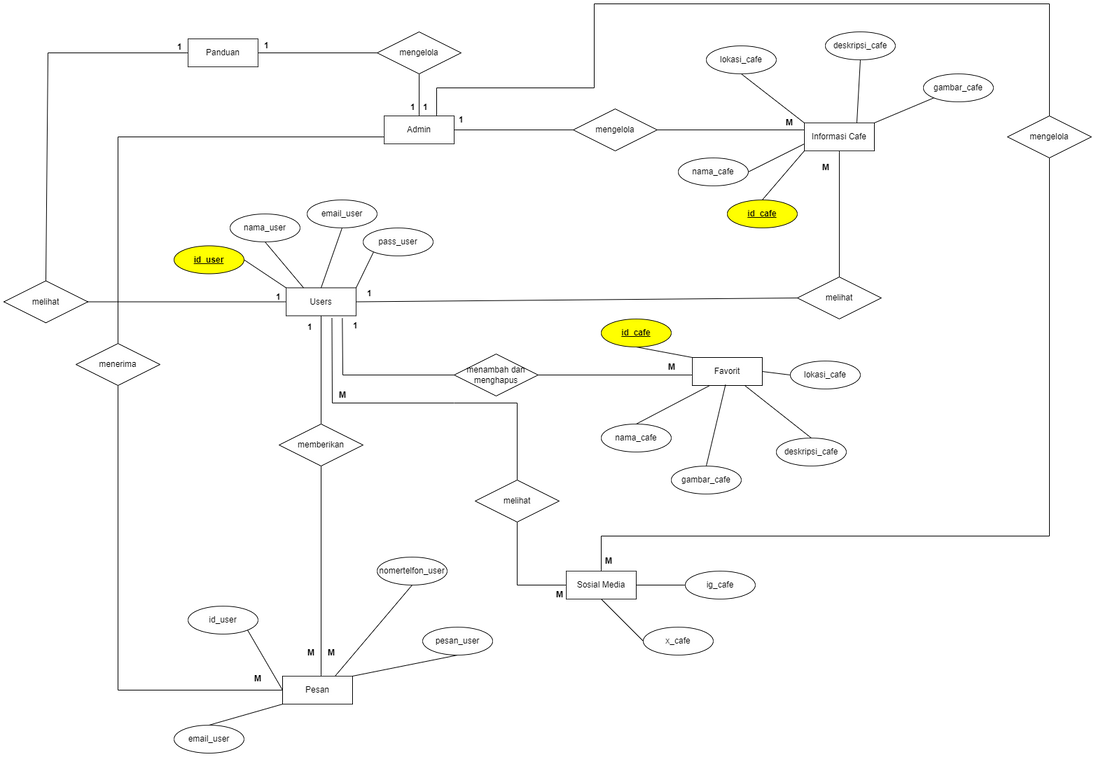 1
Panduan
1
mengelola
1
1
Admin
1
mengelola
M
Informasi Cafe
M
lokasi_cafe
deskripsi_cafe
gambar_cafe
nama_cafe
id_cafe
mengelola
email_user
nama_user
pass_user
id_user
melihat
1
Users
1
melihat
1
1
M
menerima
menambah dan
menghapus
M
id_cafe
Favorit
lokasi_cafe
nama_cafe
deskripsi_cafe
gambar_cafe
memberikan
melihat
M
M
Sosial Media
ig_cafe
x_cafe
nomertelfon_user
id_user
pesan_user
M
M
M
Pesan
email_user